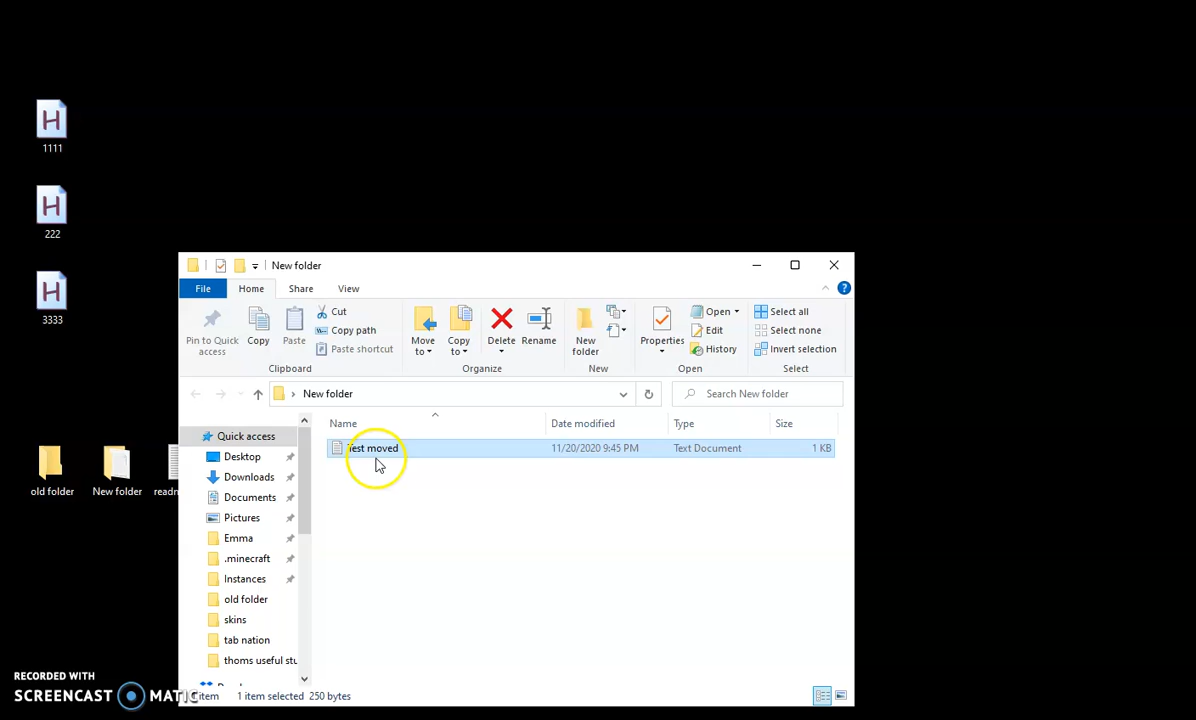 1111
222
3333
old folder
New folder
readn
New folder
File
Home
Share
View
Pin to Quick access
Copy
Paste
Cut
Copy path
Paste shortcut
Clipboard
Move to
Copy to
Delete
Rename
Organize
New folder
New
Properties
Open
Edit
History
Open
Select all
Select none
Invert selection
Select
New folder
Search New folder
Name
Date modified
Type
Size
Test moved
11/20/2020 9:45 PM
Text Document
1 KB
Quick access
Desktop
Downloads
Documents
Pictures
Emma
.minecraft
Instances
old folder
skins
tab nation
thoms useful stu
item
1 item selected 250 bytes
RECORDED WITH
SCREENCAST MATIC